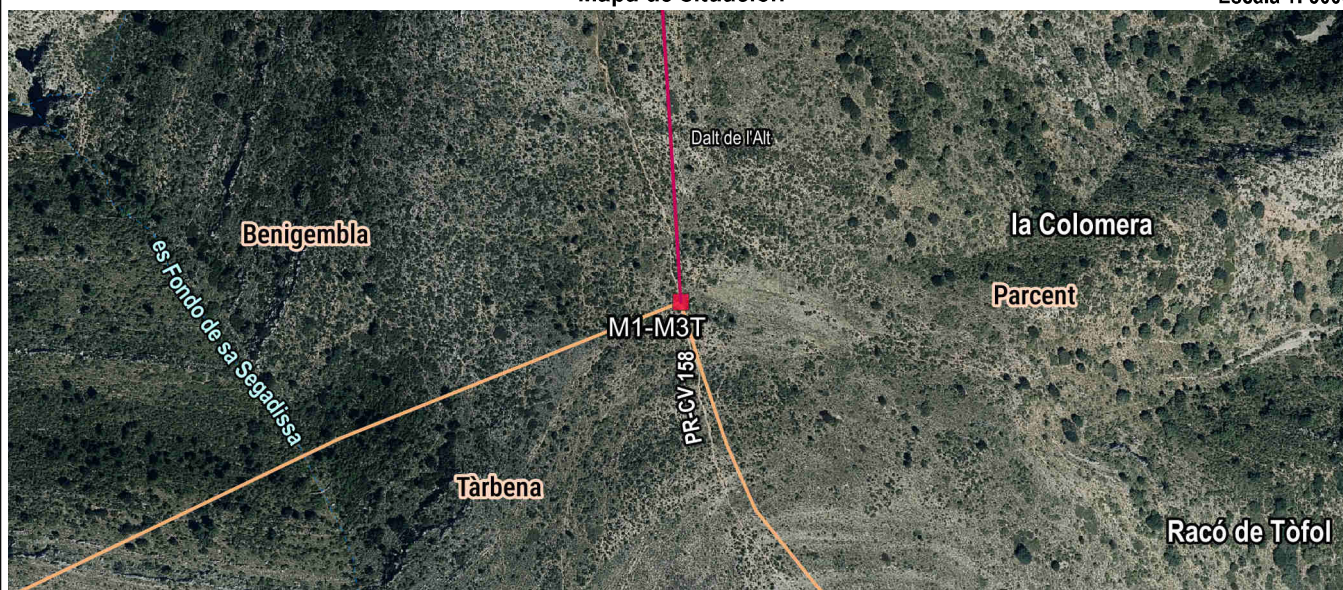 Dalt de l'Alt
la Colomera
Benigembla
Parcent
es Fondo de sa Segadissa
M1-M3T
PR-CV 158
Tàrbena
Racó de Tòfol